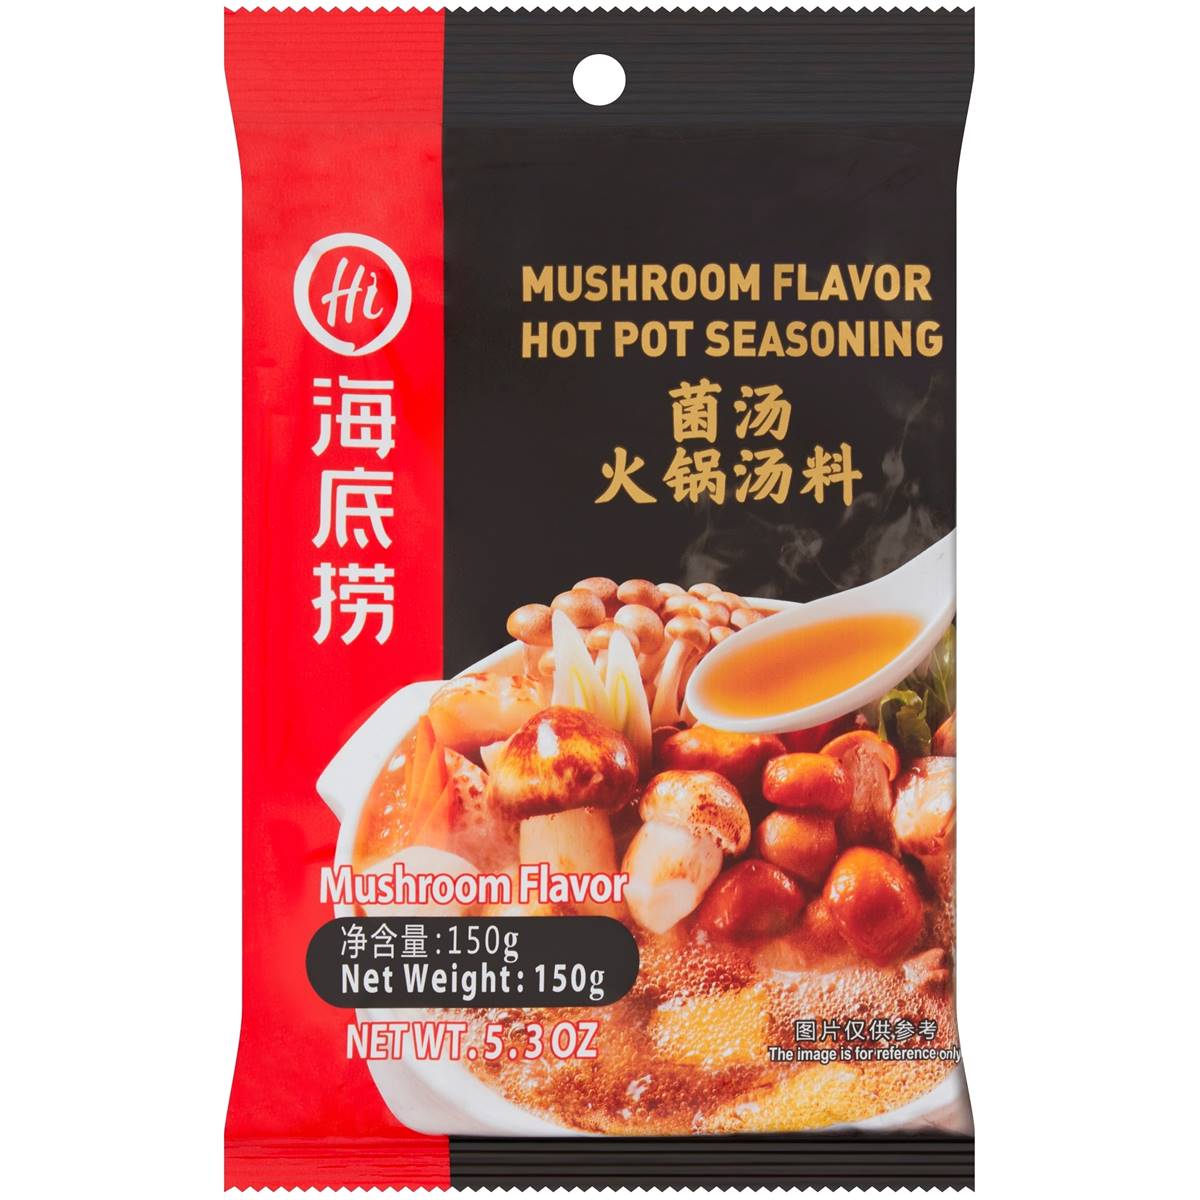 Hi
海底捞
MUSHROOM FLAVOR
HOT POT SEASONING
菌汤
火锅汤料
Mushroom Flavor
净含量:150g
Net Weight: 150g
NET WT. 5.3 OZ
图片仅供参考
The image is for reference only